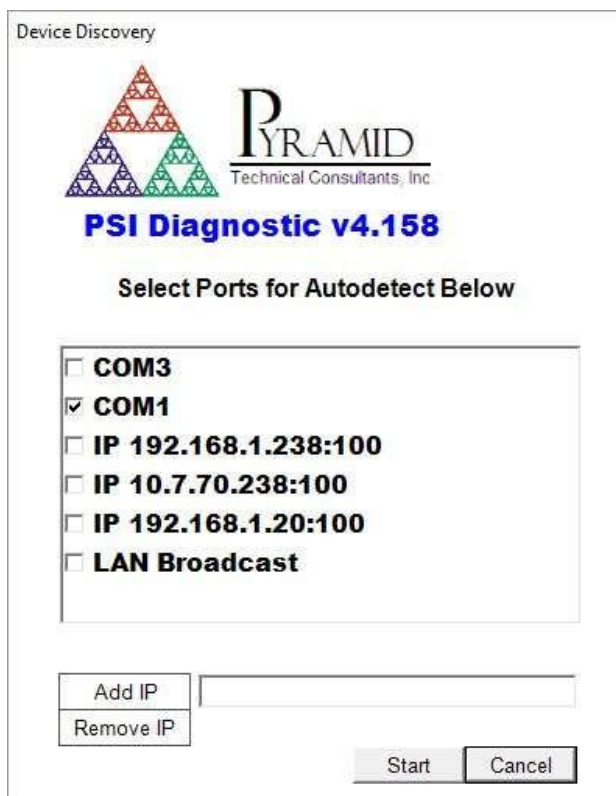 Device Discovery
PYRAMID
Technical Consultants, Inc
PSI Diagnostic v4.158
Select Ports for Autodetect Below
COM3
COM1
IP 192.168.1.238:100
IP 10.7.70.238:100
IP 192.168.1.20:100
LAN Broadcast
Add IP
Remove IP
Start Cancel